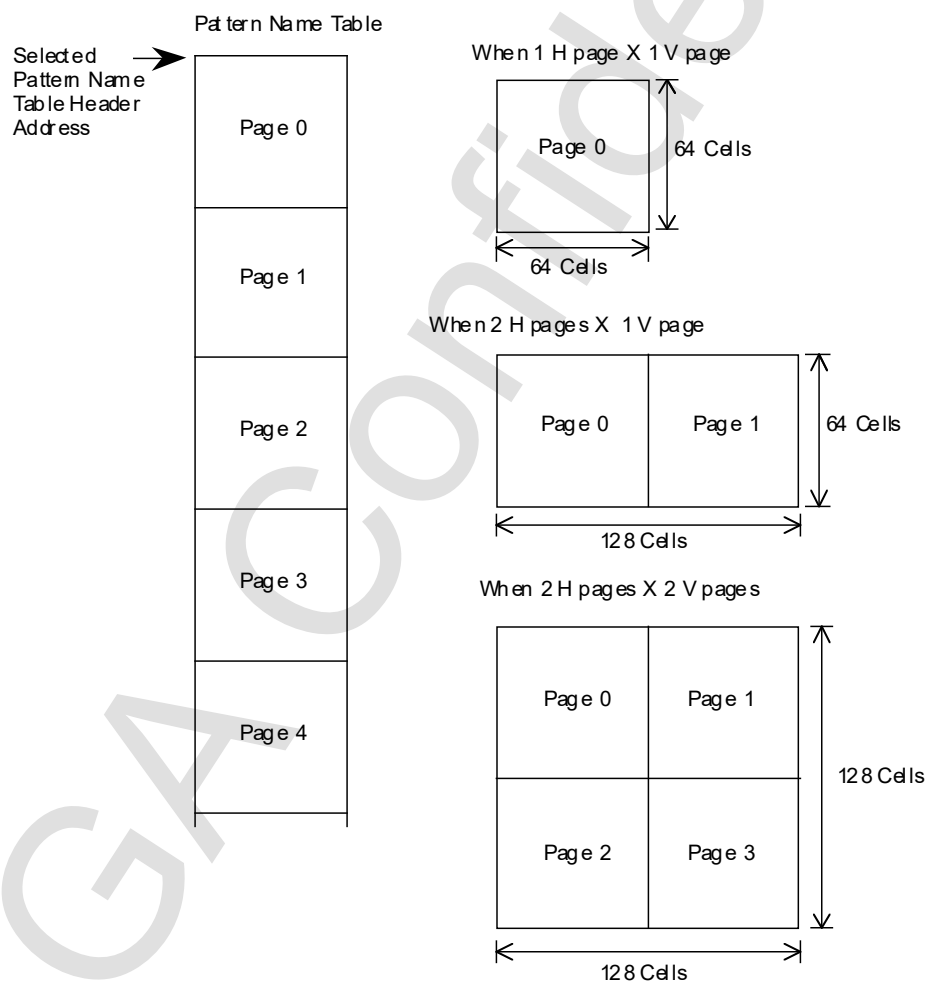 Pattern Name Table
Selected
Pattern Name
Table Header
Address
Page 0
Page 1
Page 2
Page 3
Page 4
When 1 H page X 1 V page
Page 0
64 Cells
64 Cells
When 2 H pages X 1 V page
Page 0
Page 1
64 Cells
128 Cells
When 2 H pages X 2 V pages
Page 0
Page 1
Page 2
Page 3
128 Cells
128 Cells
GA Confide